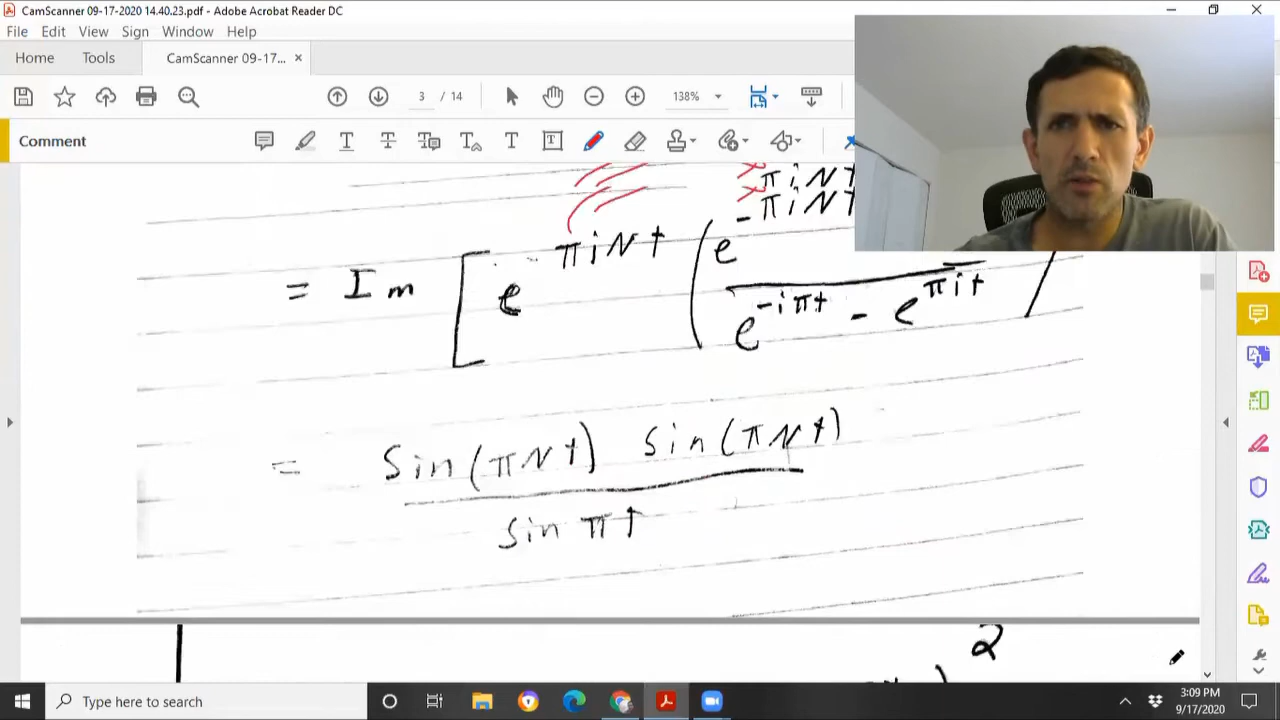 CamScanner 09-17-2020 14.40.23.pdf - Adobe Acrobat Reader DC
File Edit View Sign Window Help
Home Tools CamScanner 09-17... ×
3 / 14 138%
Comment
-πiNt
= Im [ e^{πiNt} ( e^{-πiNt}
e^{-iπt} - e^{πit} )
= sin(πNt) sin(πNt)
sin πt
2
Type here to search
3:09 PM
9/17/2020